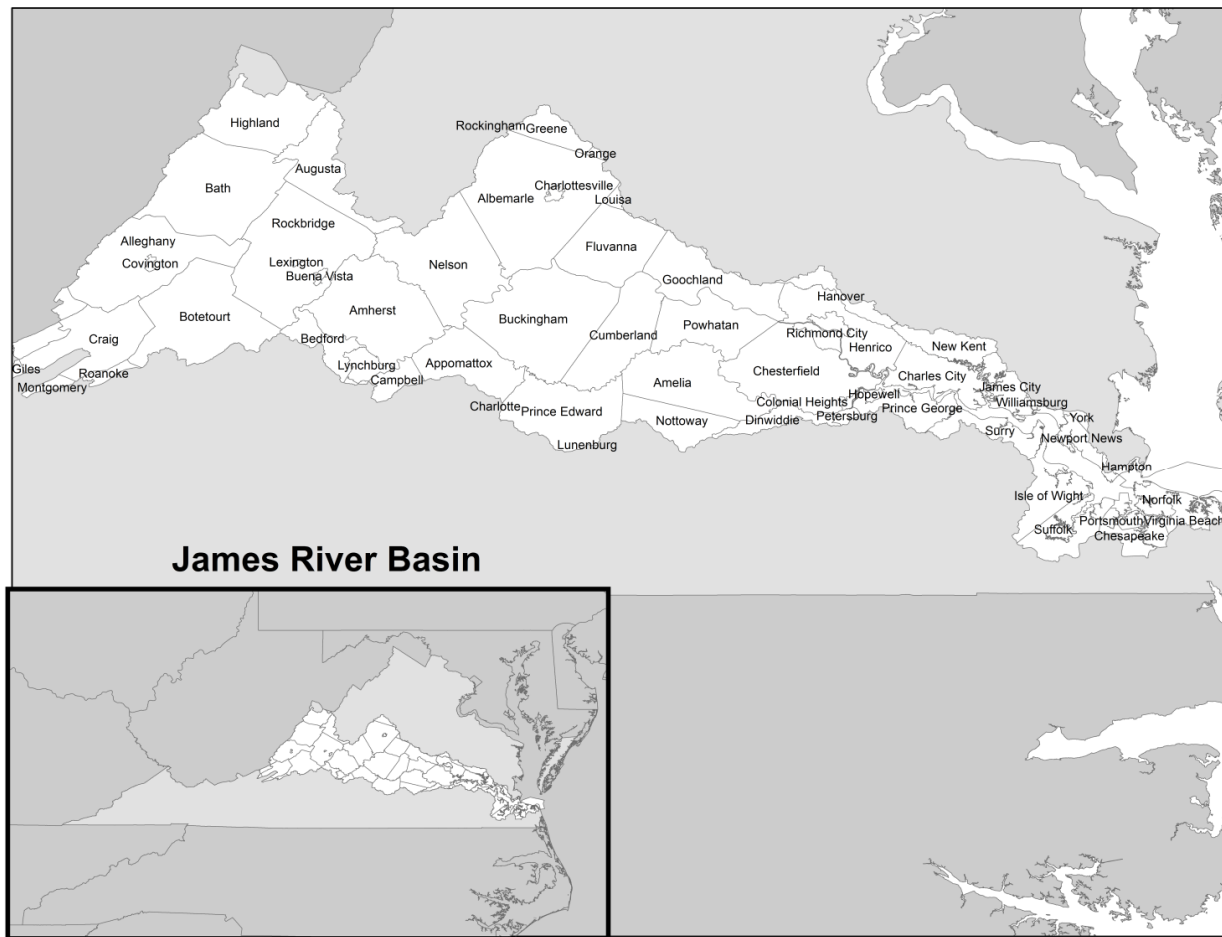 Highland
Rockingham
Greene
Orange
Augusta
Bath
Charlottesville
Albemarle
Louisa
Rockbridge
Alleghany
Fluvanna
Covington
Lexington
Nelson
Buena Vista
Goochland
Hanover
Amherst
Botetourt
Buckingham
Powhatan
Cumberland
Richmond City
Craig
Bedford
New Kent
Henrico
Lynchburg
Appomattox
Giles
Roanoke
Chesterfield
Charles City
Montgomery
Campbell
Amelia
James City
Hopewell
Colonial Heights
Williamsburg
Charlotte
Prince Edward
Prince George
Petersburg
York
Nottoway
Dinwiddie
Surry
Newport News
Lunenburg
Hampton
Isle of Wight
Norfolk
Portsmouth
Virginia Beach
Suffolk
Chesapeake
James River Basin